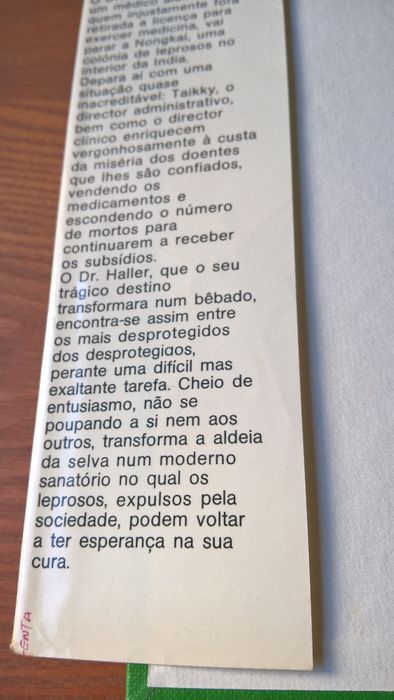 um médico alemão a
quem injustamente fora
retirada a licença para
exercer medicina, vai
parar a Nongkai, uma
colónia de leprosos no
interior da Índia.
Depara aí com uma
situação quase
inacreditável: Taikky, o
director administrativo,
bem como o director
clínico enriquecem
vergonhosamente à custa
da miséria dos doentes
que lhes são confiados,
vendendo os
medicamentos e
escondendo o número
de mortos para
continuarem a receber
os subsídios.
O Dr. Haller, que o seu
trágico destino
transformara num bêbado,
encontra-se assim entre
os mais desprotegidos
dos desprotegidos,
perante uma difícil mas
exaltante tarefa. Cheio de
entusiasmo, não se
poupando a si nem aos
outros, transforma a aldeia
da selva num moderno
sanatório no qual os
leprosos, expulsos pela
sociedade, podem voltar
a ter esperança na sua
cura.